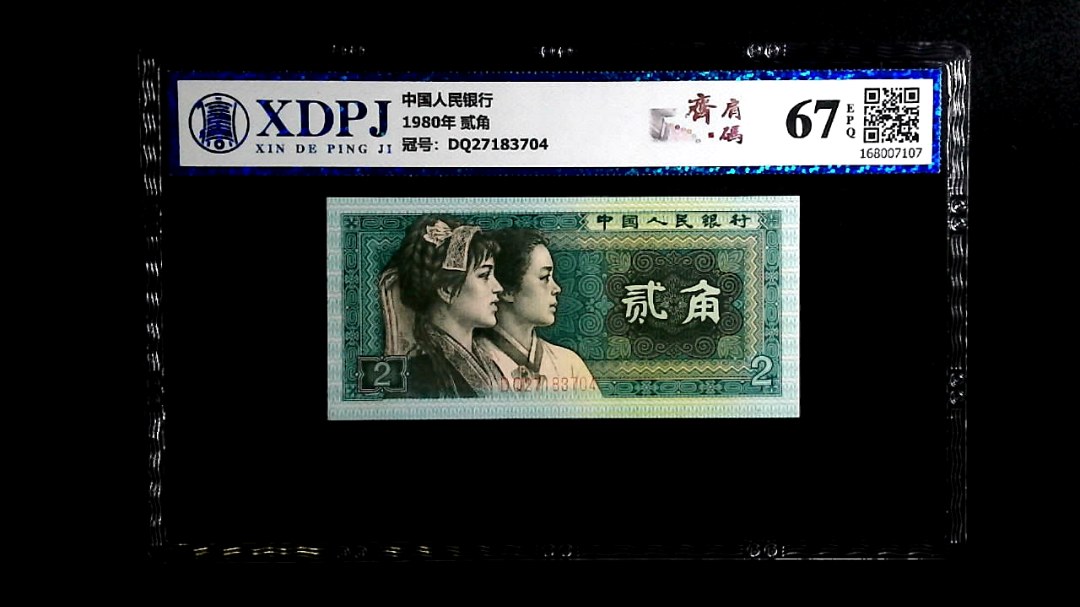 XDPJ
XIN DE PING JI
中国人民银行
1980年 贰角
冠号：DQ27183704
齊肩碼
67
EPQ
168007107
中国人民银行
贰角
2
2
DQ27183704